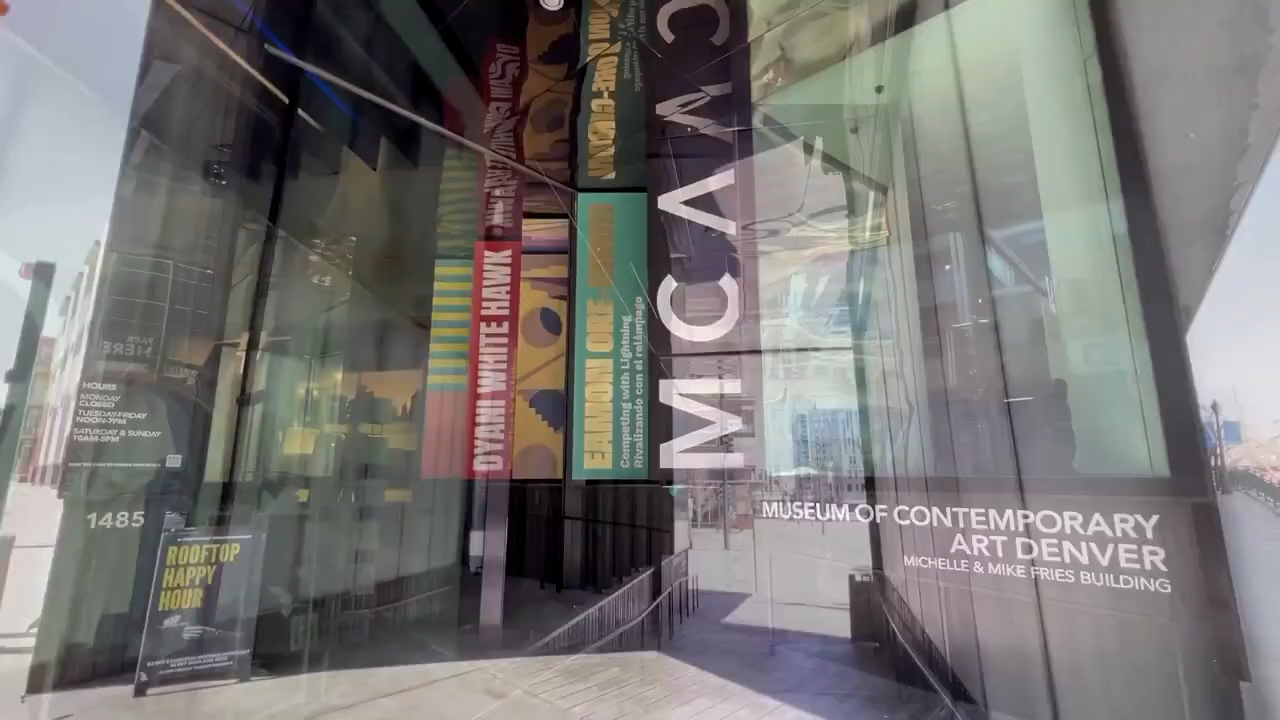 HOURS
MONDAY
CLOSED
TUESDAY-FRIDAY
NOON-7PM
SATURDAY & SUNDAY
10AM-5PM
1485
ROOFTOP
HAPPY
HOUR
DYANI WHITE HAWK
EAMON ORE-GIRON
Competing with Lightning
Rivalizando con el relámpago
MCA
MUSEUM OF CONTEMPORARY
ART DENVER
MICHELLE & MIKE FRIES BUILDING